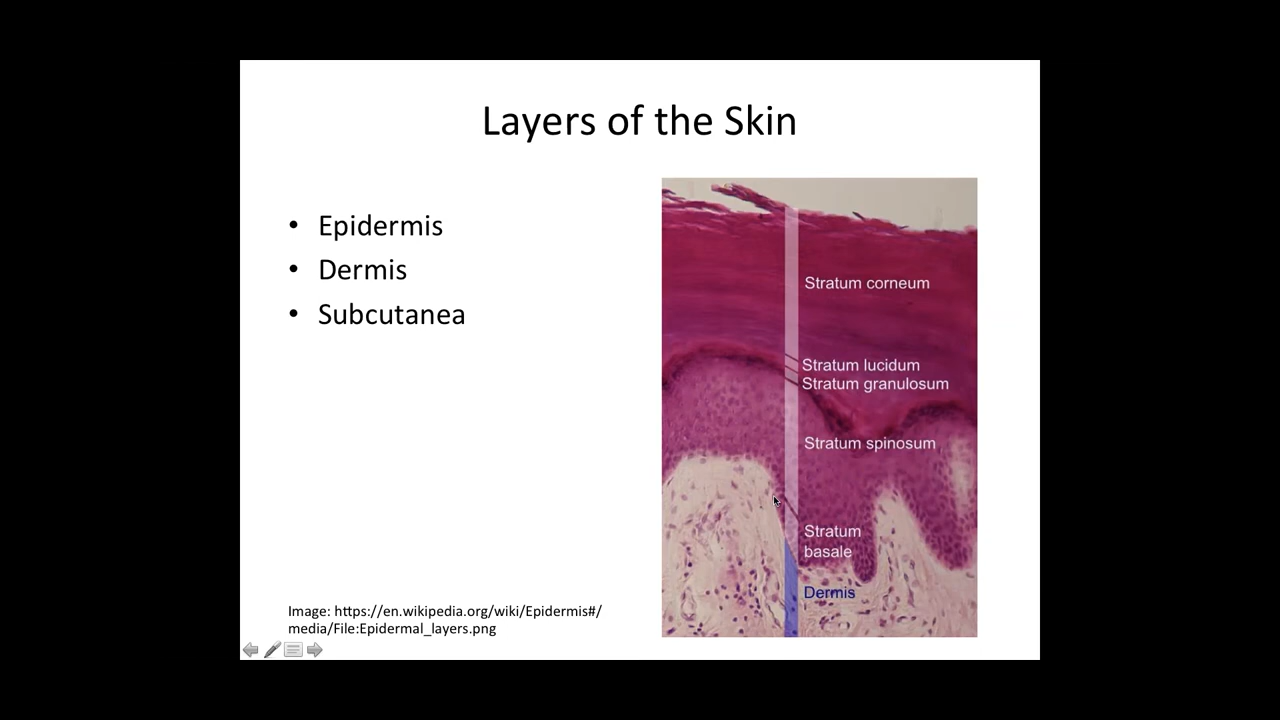 Layers of the Skin
• Epidermis
• Dermis
• Subcutanea
Stratum corneum
Stratum lucidum
Stratum granulosum
Stratum spinosum
Stratum
basale
Dermis
Image: https://en.wikipedia.org/wiki/Epidermis#/
media/File:Epidermal_layers.png